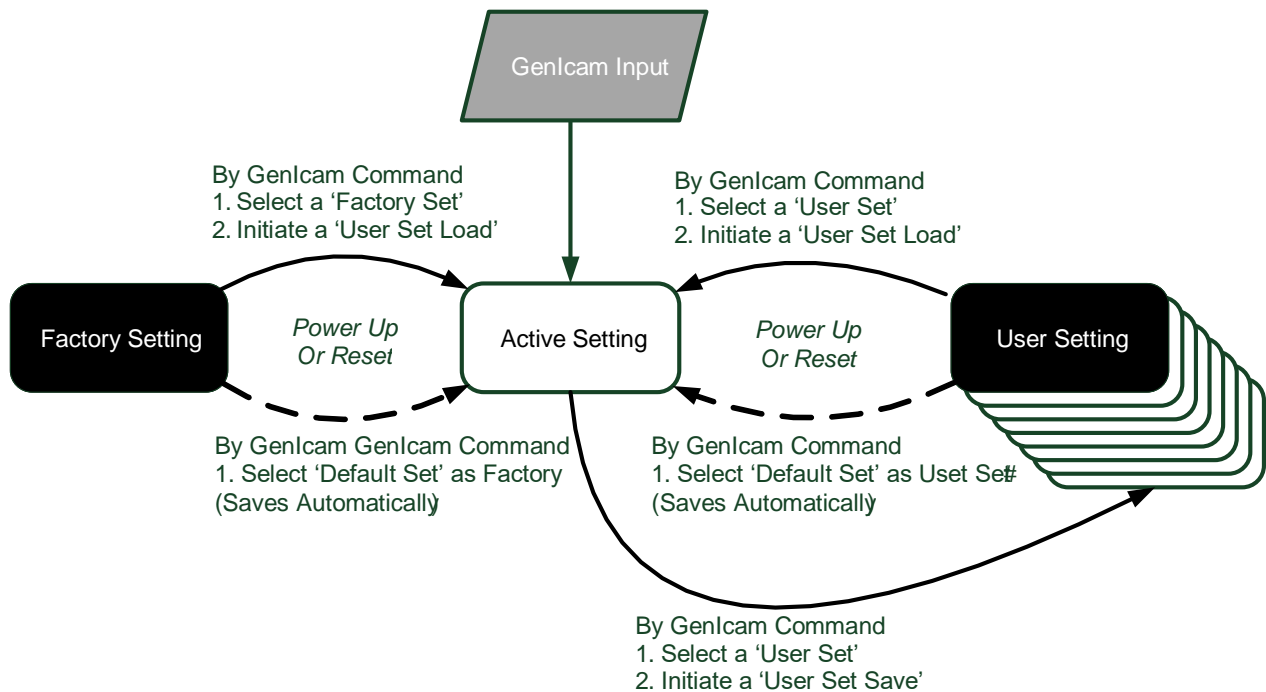 GenIcam Input
By GenIcam Command
1. Select a ‘Factory Set’
2. Initiate a ‘User Set Load’
By GenIcam Command
1. Select a ‘User Set’
2. Initiate a ‘User Set Load’
Factory Setting
Power Up
Or Reset
Active Setting
Power Up
Or Reset
User Setting
By GenIcam GenIcam Command
1. Select ‘Default Set’ as Factory
(Saves Automatically)
By GenIcam Command
1. Select ‘Default Set’ as Uset Set#
(Saves Automatically)
By GenIcam Command
1. Select a ‘User Set’
2. Initiate a ‘User Set Save’